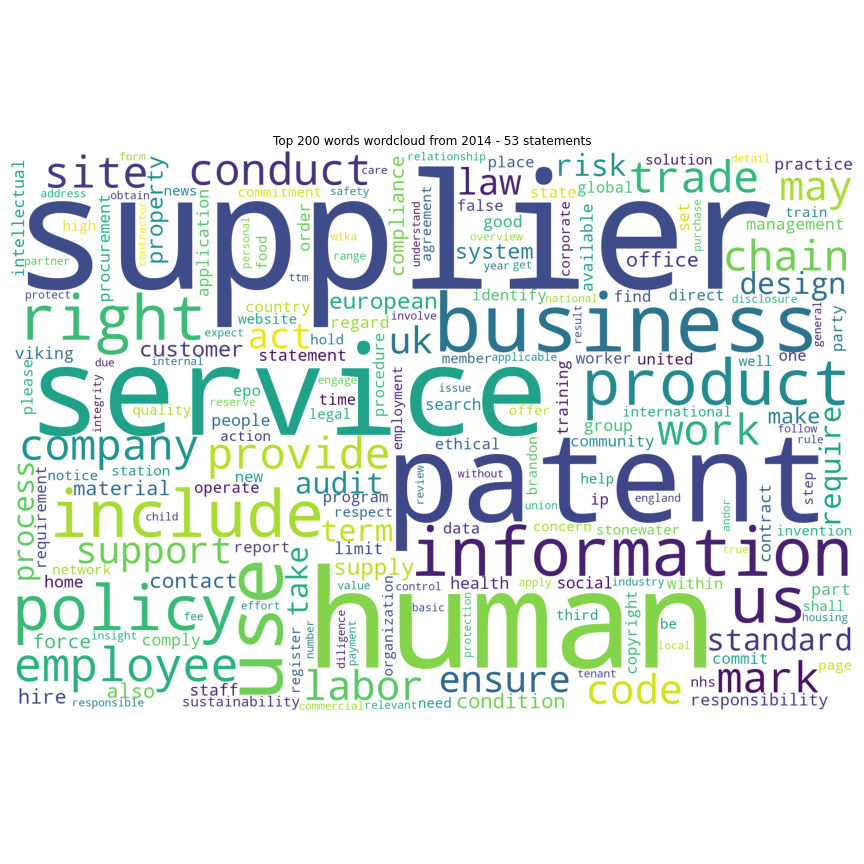 Top 200 words wordcloud from 2014 - 53 statements
form
relationship
solution
detail
site
conduct
care
law
place
risk
trade
practice
intellectual
address
obtain
property
news
commitment
safety
compliance
understand
agreement
state
global
may
supplier
false
corporate
available
set
purchase
train
high
contractor
procurement
application
personal
food
order
wika
range
overview
good
system
office
management
chain
partner
ttm
year
get
protect
country
european
identify
national
find
direct
disclosure
design
right
website
regard
involve
business
result
general
party
expect
act
hold
uk
viking
customer
statement
procedure
member
applicable
worker
united
well
one
internal
please
integrity
due
service
engage
employment
issue
training
product
quality
reserve
epo
time
legal
search
offer
international
make
people
group
work
follow
rule
company
action
provide
ethical
community
require
process
requirement
notice
station
new
audit
review
without
brandon
help
step
material
operate
program
patent
union
ip
england
contract
include
child
respect
term
data
concern
stonewater
andor
invention
support
report
limit
information
true
network
home
contact
use
take
supply
health
social
industry
within
us
part
policy
fee
effort
value
control
apply
human
third
copyright
be
shall
housing
force
insight
comply
number
diligence
payment
organization
basic
protection
local
standard
employee
register
labor
ensure
tenant
code
commit
mark
page
hire
also
staff
nhs
responsible
sustainability
commercial
relevant
need
condition
responsibility